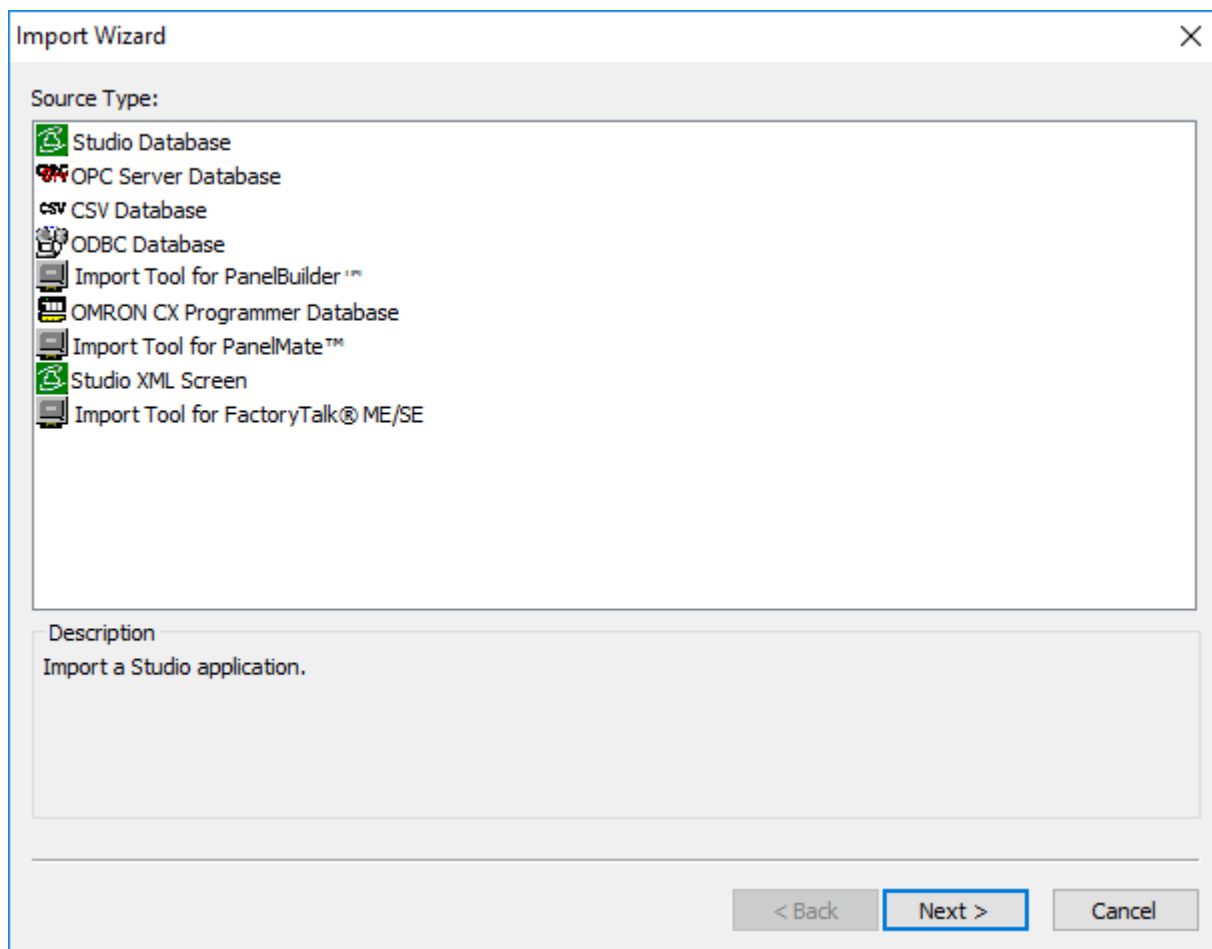 Import Wizard
Source Type:
Studio Database
OPC Server Database
CSV CSV Database
ODBC Database
Import Tool for PanelBuilder™
OMRON CX Programmer Database
Import Tool for PanelMate™
Studio XML Screen
Import Tool for FactoryTalk® ME/SE
Description
Import a Studio application.
< Back Next > Cancel